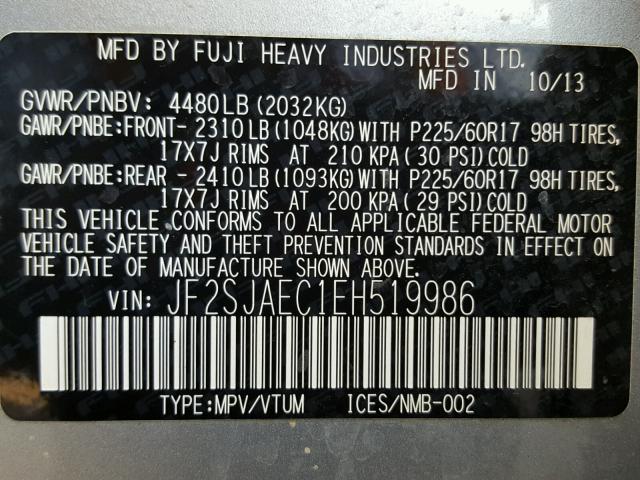 MFD BY FUJI HEAVY INDUSTRIES LTD.
MFD IN 10/13
GVWR/PNBV: 4480LB (2032KG)
GAWR/PNBE:FRONT- 2310 LB (1048KG) WITH P225/60R17 98H TIRES,
17X7J RIMS AT 210 KPA ( 30 PSI) COLD
GAWR/PNBE:REAR - 2410 LB (1093KG) WITH P225/60R17 98H TIRES,
17X7J RIMS AT 200 KPA ( 29 PSI) COLD
THIS VEHICLE CONFORMS TO ALL APPLICABLE FEDERAL MOTOR
VEHICLE SAFETY AND THEFT PREVENTION STANDARDS IN EFFECT ON
THE DATE OF MANUFACTURE SHOWN ABOVE.
VIN: JF2SJAEC1EH519986
TYPE:MPV/VTUM ICES/NMB-002